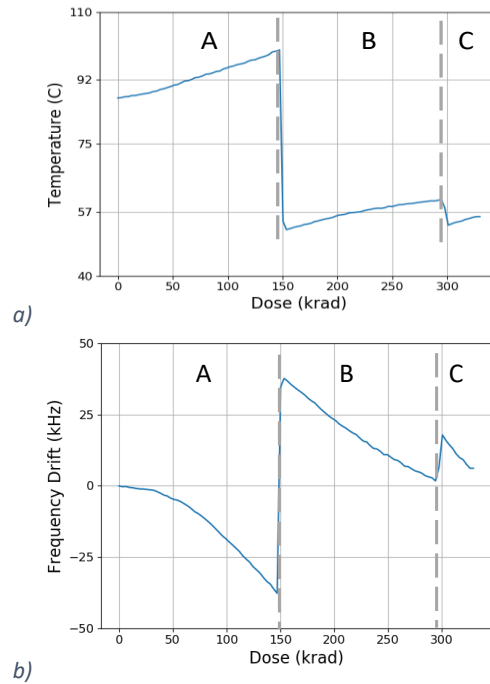 110
A B C
92
75
57
40
Temperature (C)
0 50 100 150 200 250 300
Dose (krad)
a)
50
A B C
25
0
−25
−50
Frequency Drift (kHz)
0 50 100 150 200 250 300
Dose (krad)
b)